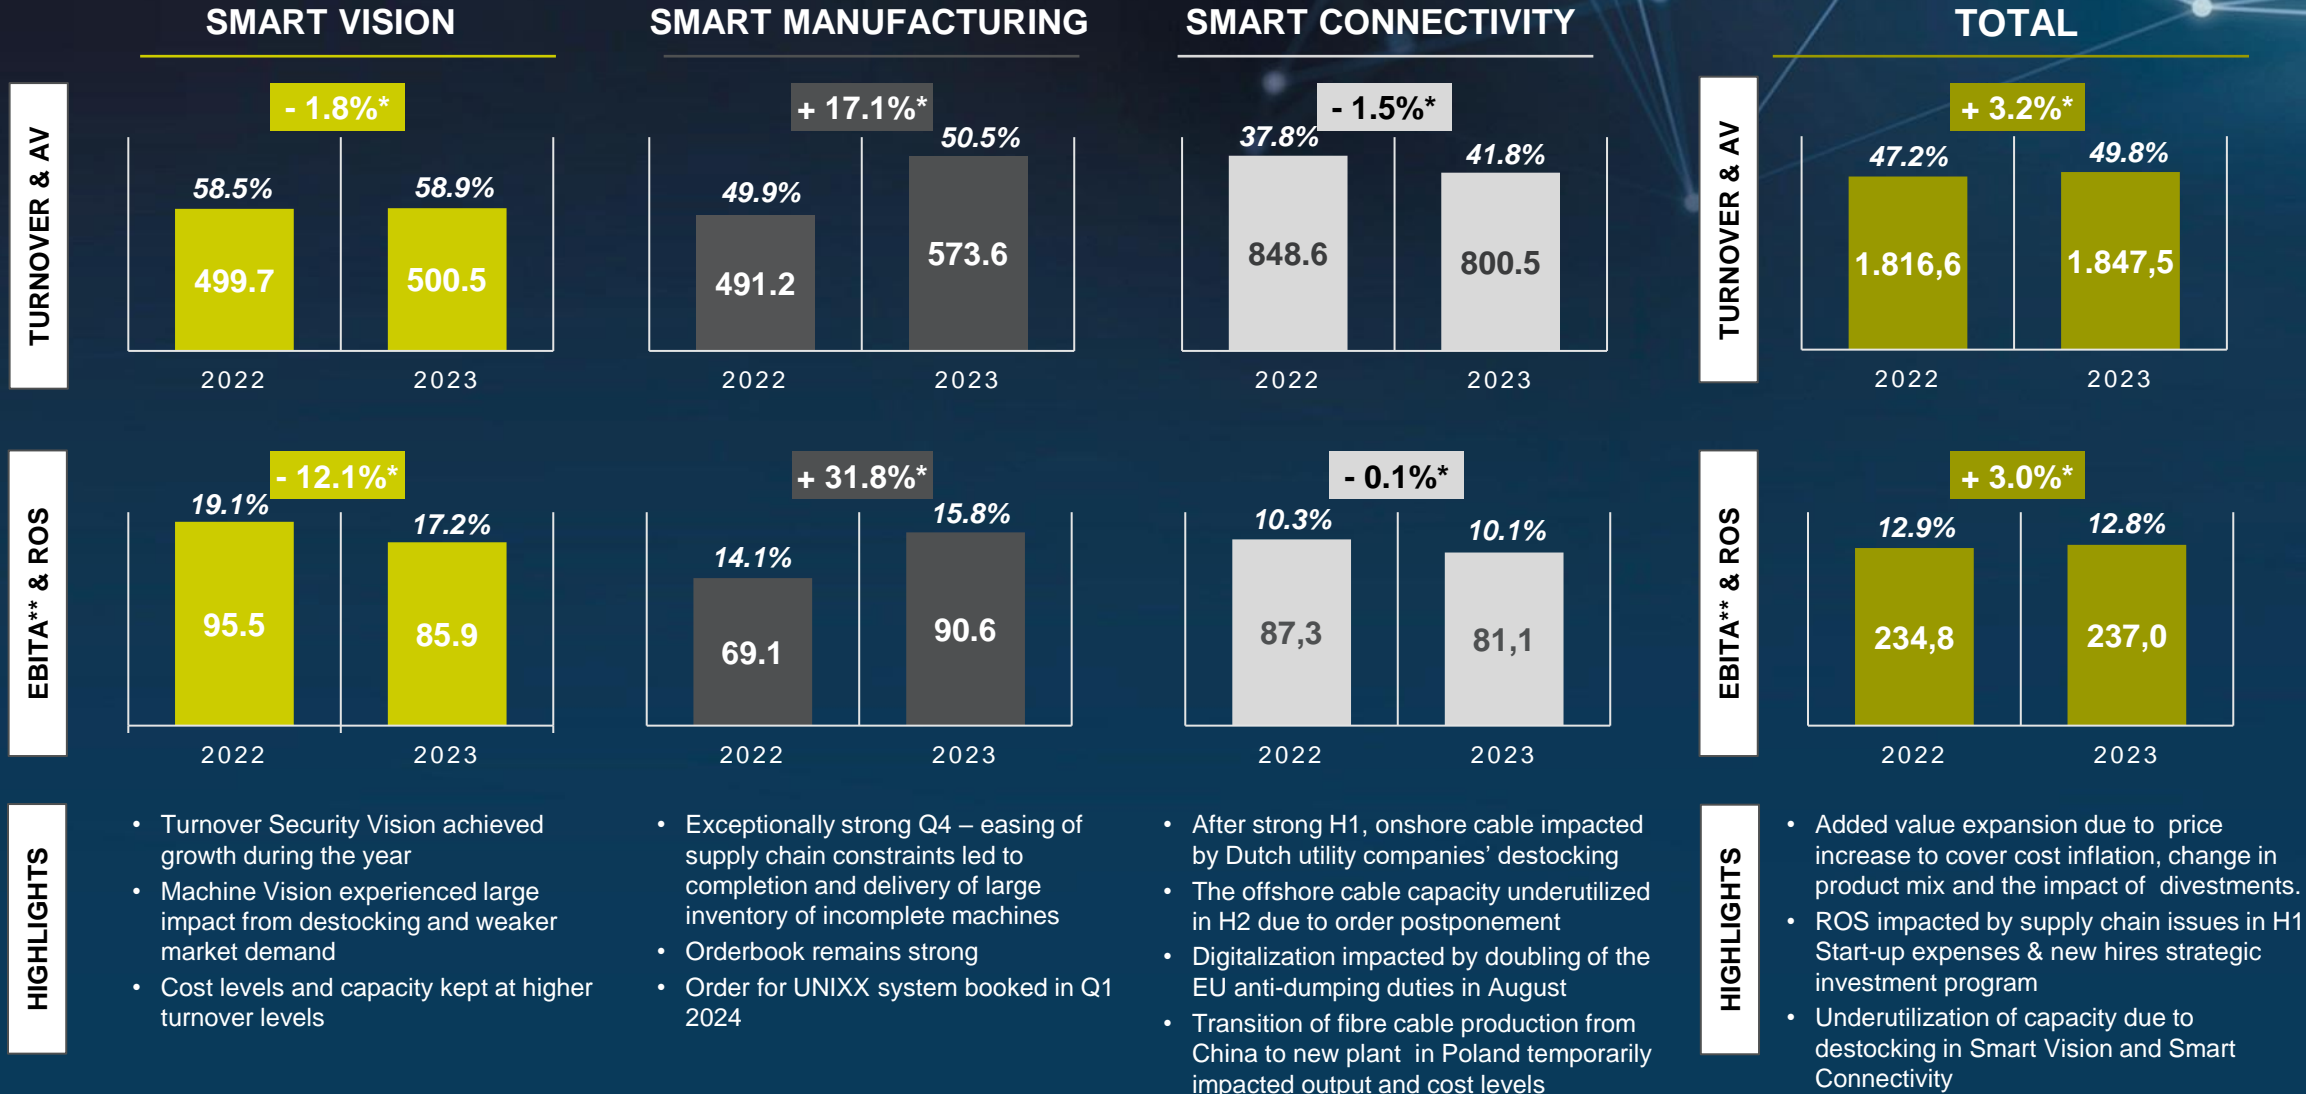 SMART VISION
TURNOVER & AV
- 1.8%*
58.5%
58.9%
499.7
500.5
2022
2023
EBITA** & ROS
- 12.1%*
19.1%
17.2%
95.5
85.9
2022
2023
HIGHLIGHTS
• Turnover Security Vision achieved
growth during the year
• Machine Vision experienced large
impact from destocking and weaker
market demand
• Cost levels and capacity kept at higher
turnover levels
SMART MANUFACTURING
+ 17.1%*
49.9%
50.5%
491.2
573.6
2022
2023
+ 31.8%*
14.1%
15.8%
69.1
90.6
2022
2023
• Exceptionally strong Q4 – easing of
supply chain constraints led to
completion and delivery of large
inventory of incomplete machines
• Orderbook remains strong
• Order for UNIXX system booked in Q1
2024
SMART CONNECTIVITY
- 1.5%*
37.8%
41.8%
848.6
800.5
2022
2023
- 0.1%*
10.3%
10.1%
87,3
81,1
2022
2023
• After strong H1, onshore cable impacted
by Dutch utility companies’ destocking
• The offshore cable capacity underutilized
in H2 due to order postponement
• Digitalization impacted by doubling of the
EU anti-dumping duties in August
• Transition of fibre cable production from
China to new plant in Poland temporarily
impacted output and cost levels
TOTAL
TURNOVER & AV
+ 3.2%*
47.2%
49.8%
1.816,6
1.847,5
2022
2023
EBITA** & ROS
+ 3.0%*
12.9%
12.8%
234,8
237,0
2022
2023
HIGHLIGHTS
• Added value expansion due to price
increase to cover cost inflation, change in
product mix and the impact of divestments.
• ROS impacted by supply chain issues in H1
Start-up expenses & new hires strategic
investment program
• Underutilization of capacity due to
destocking in Smart Vision and Smart
Connectivity